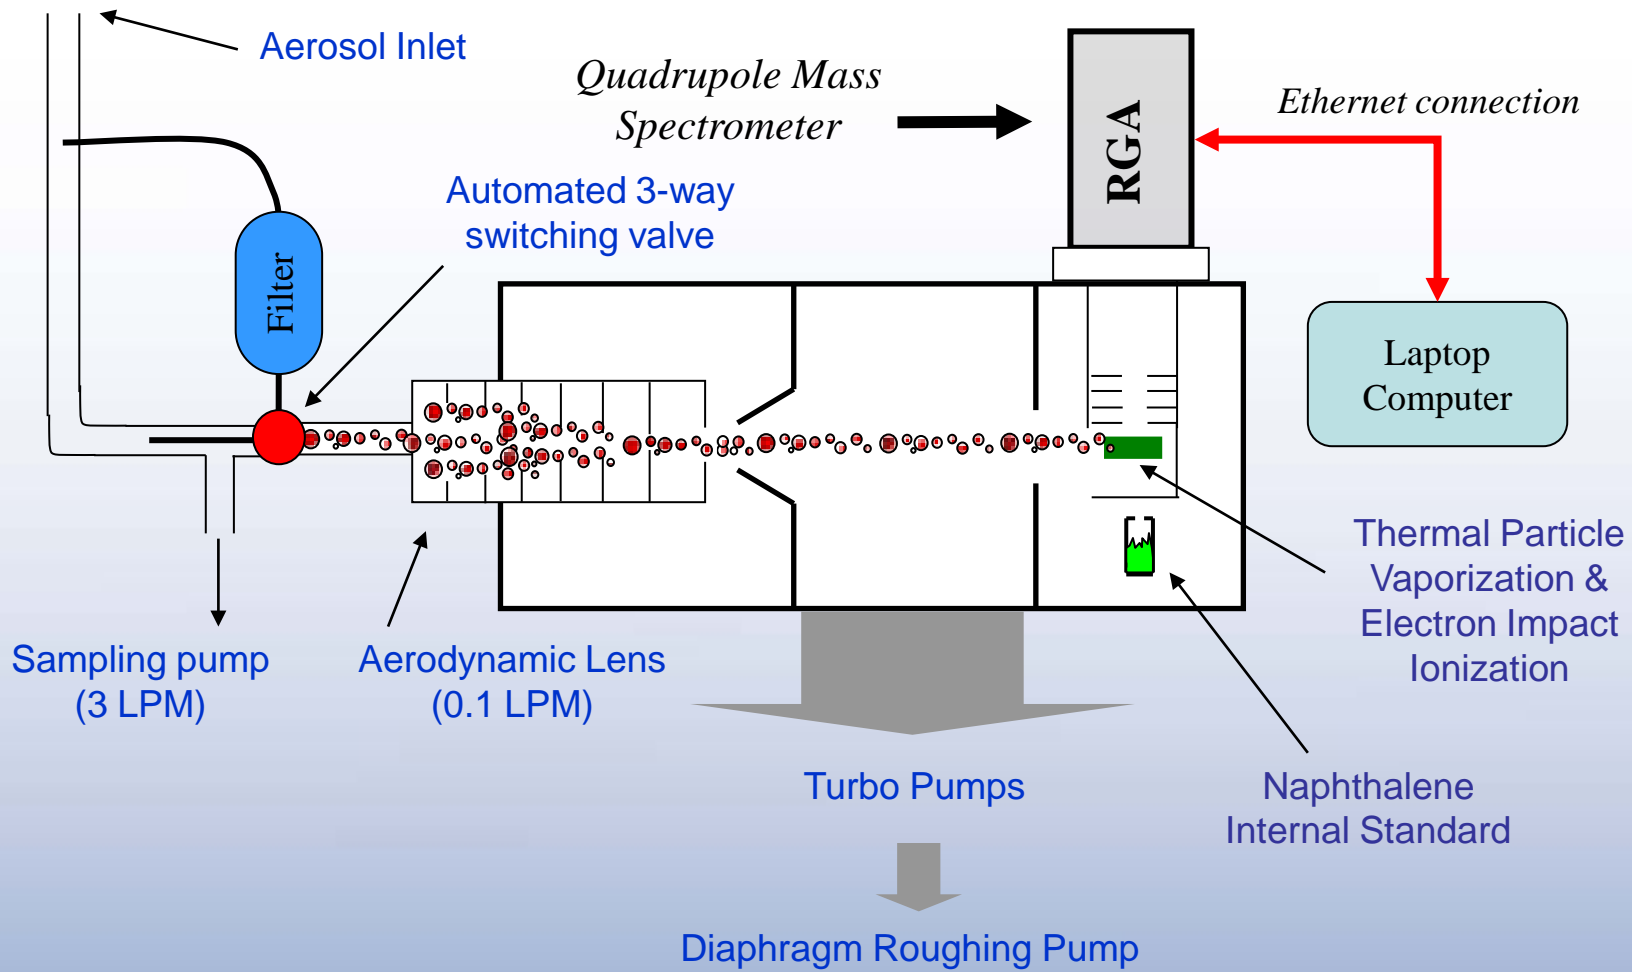 Aerosol Inlet
Quadrupole Mass
Spectrometer
RGA
Ethernet connection
Automated 3-way
switching valve
Filter
Laptop
Computer
Thermal Particle
Vaporization &
Electron Impact
Ionization
Sampling pump
(3 LPM)
Aerodynamic Lens
(0.1 LPM)
Turbo Pumps
Naphthalene
Internal Standard
Diaphragm Roughing Pump